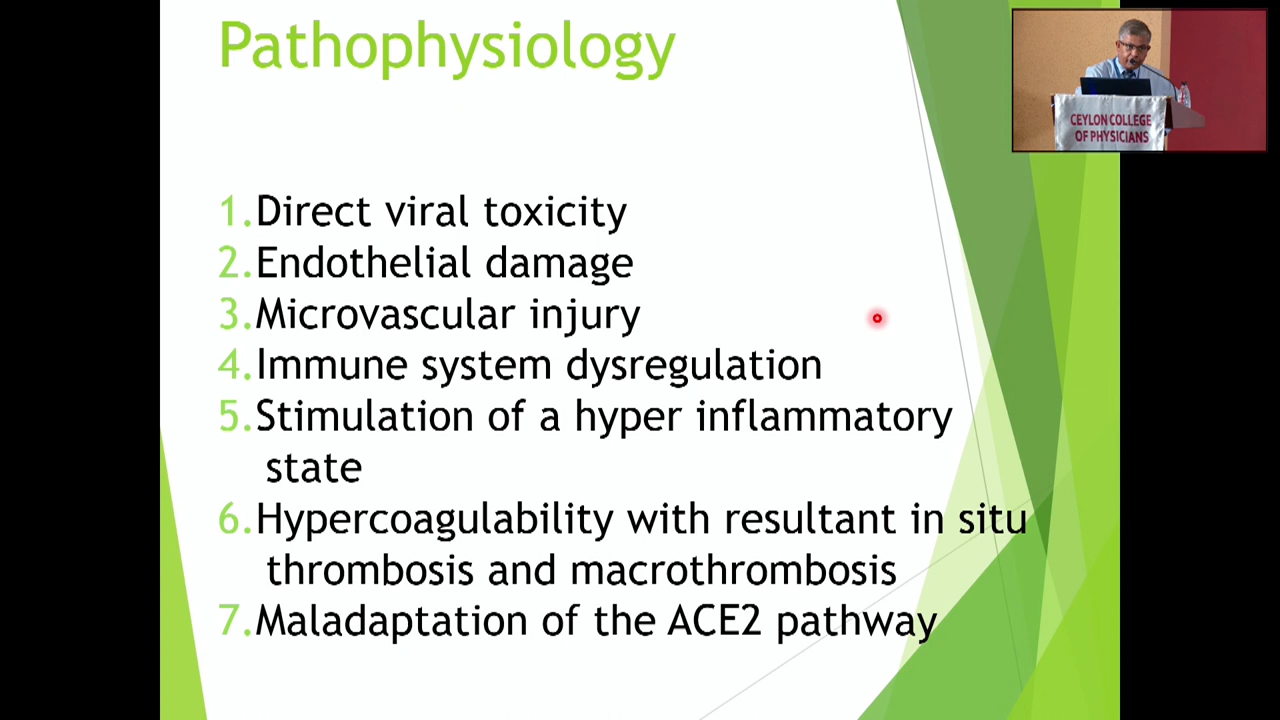 Pathophysiology
CEYLON COLLEGE
OF PHYSICIANS
1.Direct viral toxicity
2.Endothelial damage
3.Microvascular injury
4.Immune system dysregulation
5.Stimulation of a hyper inflammatory
state
6.Hypercoagulability with resultant in situ
thrombosis and macrothrombosis
7.Maladaptation of the ACE2 pathway